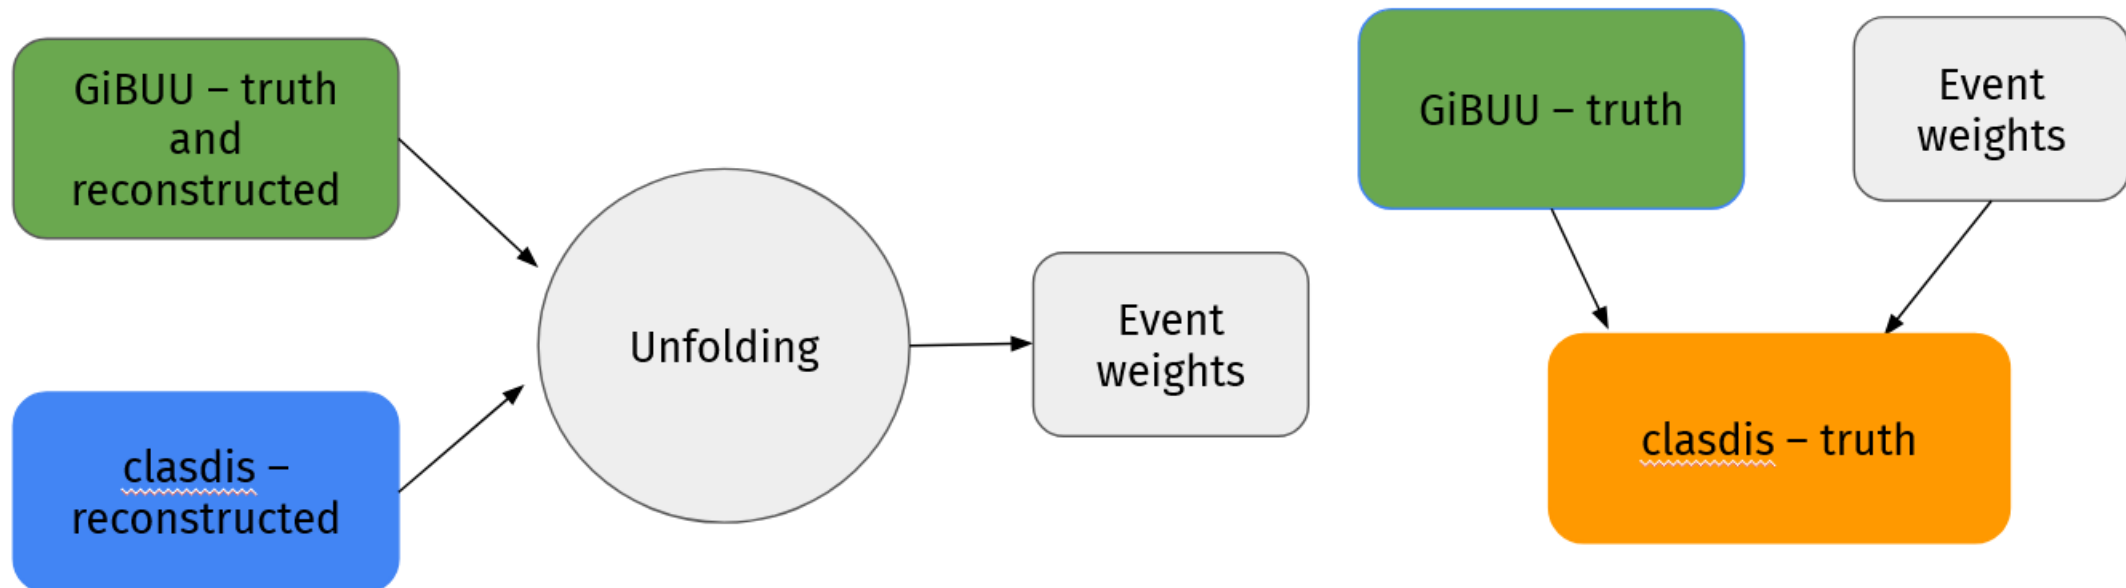 GiBUU – truth
and
reconstructed
clasdis –
reconstructed
Unfolding
Event
weights
GiBUU – truth
Event
weights
clasdis – truth